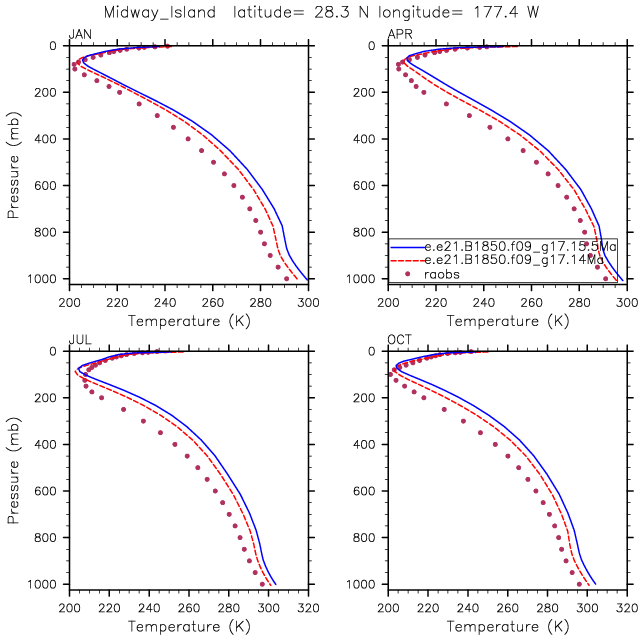 Midway_Island latitude= 28.3 N longitude= 177.4 W
JAN
APR
0
200
400
600
800
1000
Pressure (mb)
200 220 240 260 280 300
Temperature (K)
0
200
400
600
800
1000
200 220 240 260 280 300
Temperature (K)
c.e21.B1850.f09_g17.15.5Ma
c.e21.B1850.f09_g17.14Ma
raobs
JUL
OCT
0
200
400
600
800
1000
Pressure (mb)
200 220 240 260 280 300 320
Temperature (K)
0
200
400
600
800
1000
200 220 240 260 280 300 320
Temperature (K)